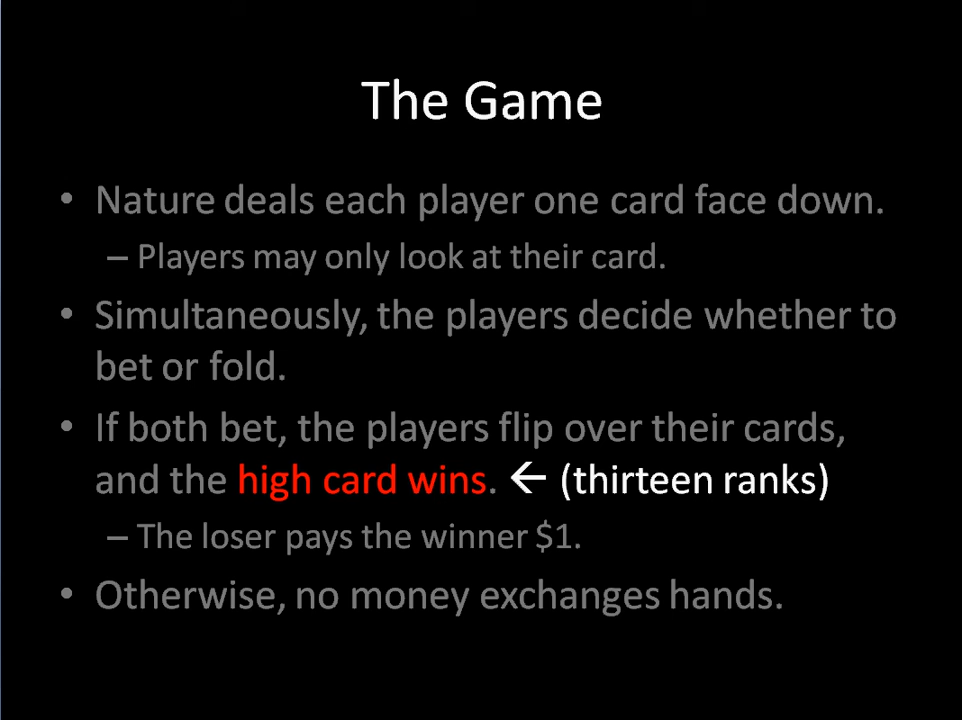 The Game
• Nature deals each player one card face down.
– Players may only look at their card.
• Simultaneously, the players decide whether to
bet or fold.
• If both bet, the players flip over their cards,
and the high card wins. ← (thirteen ranks)
– The loser pays the winner $1.
• Otherwise, no money exchanges hands.